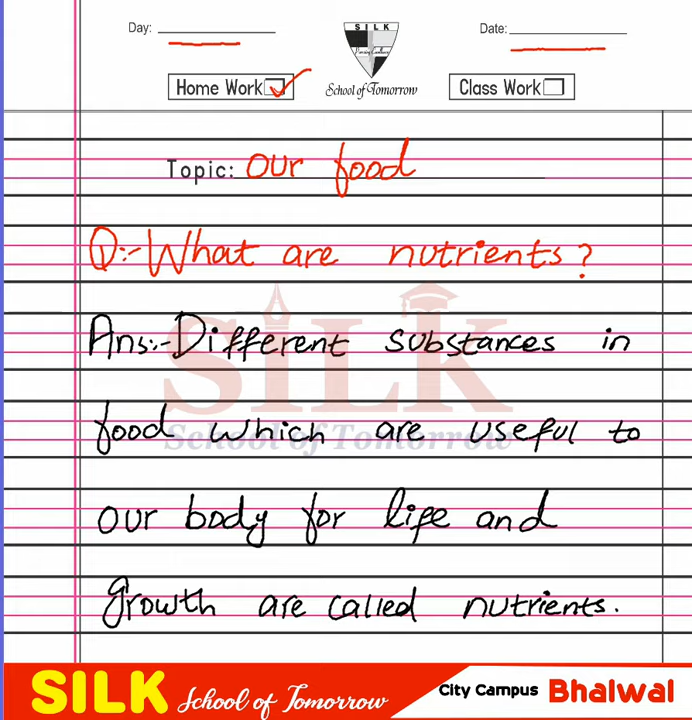 Day:
Date:
SILK
School of Tomorrow
Home Work
Class Work
Topic: Our food
Q:- What are nutrients?
Ans:- Different substances in
food which are useful to
our body for life and
growth are called nutrients.
SiLK
School of Tomorrow
SILK School of Tomorrow City Campus Bhalwal